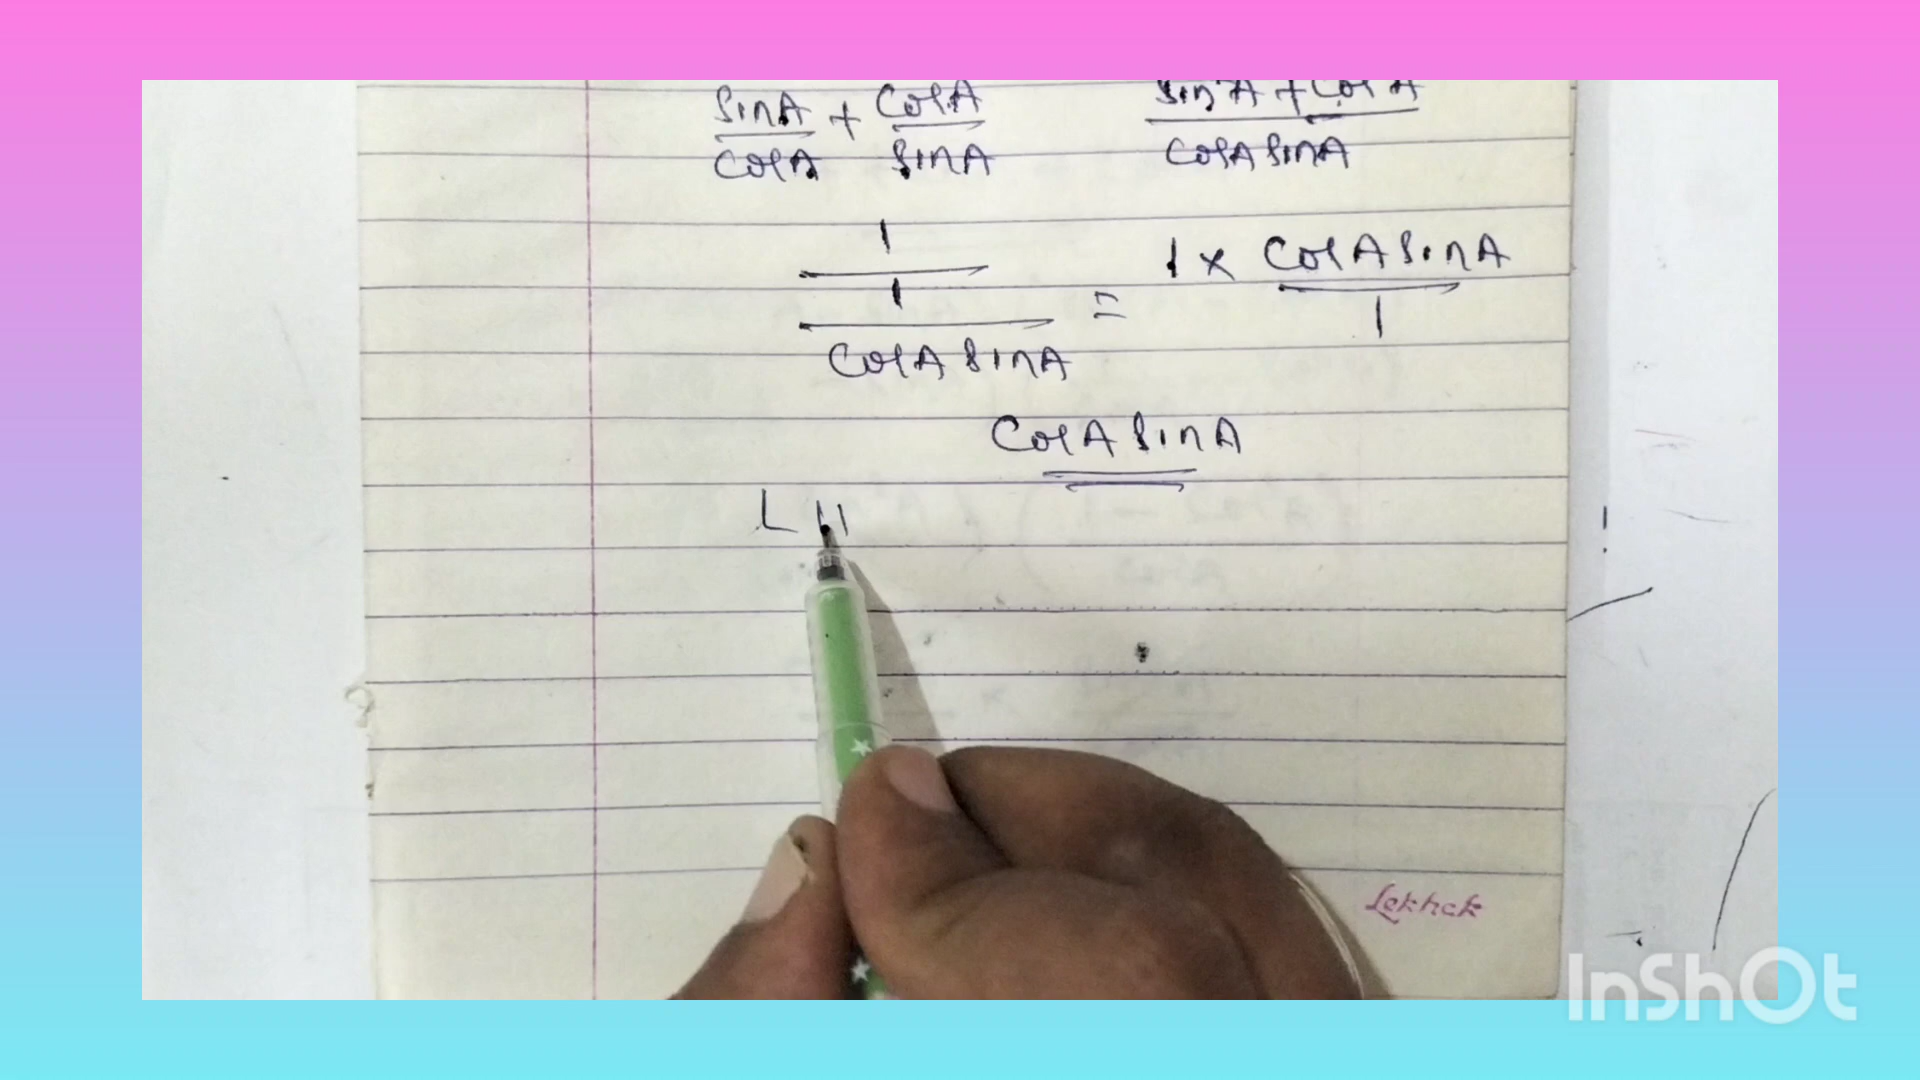 sinA + cosA sin²A + cos²A
cosA sinA cosA sinA
1
1 = 1 × cosA sinA
cosA sinA 1
cosA sinA
L H
Lekhak
InShOt